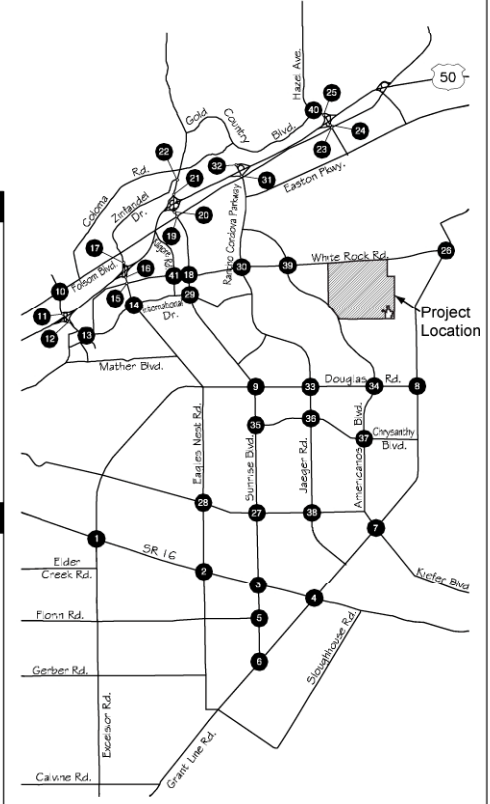 Hazel Ave.
50
25
40
Gold
Country
Blvd.
24
23
22
21
32
31
Easton Pkwy.
Coloma
Rd.
Zinfandel
Dr.
20
19
Rancho Cordova Parkway
17
16
Folsom Blvd.
41
18
30
39
White Rock Rd.
26
10
15
14
29
International
Dr.
11
12
13
Project
Location
Mather Blvd.
9
33
Douglas
Rd.
34
8
Eagles Nest Rd.
Sunrise Blvd.
35
Jaeger Rd.
36
Americanos
Blvd.
37
Chrysanthy
Blvd.
28
27
38
7
1
SR 16
Elder
Creek Rd.
2
3
4
Kiefer Blvd
Florin Rd.
5
6
Sloughhouse Rd.
Gerber Rd.
Excelsior Rd.
Grant Line Rd.
Calvine Rd.